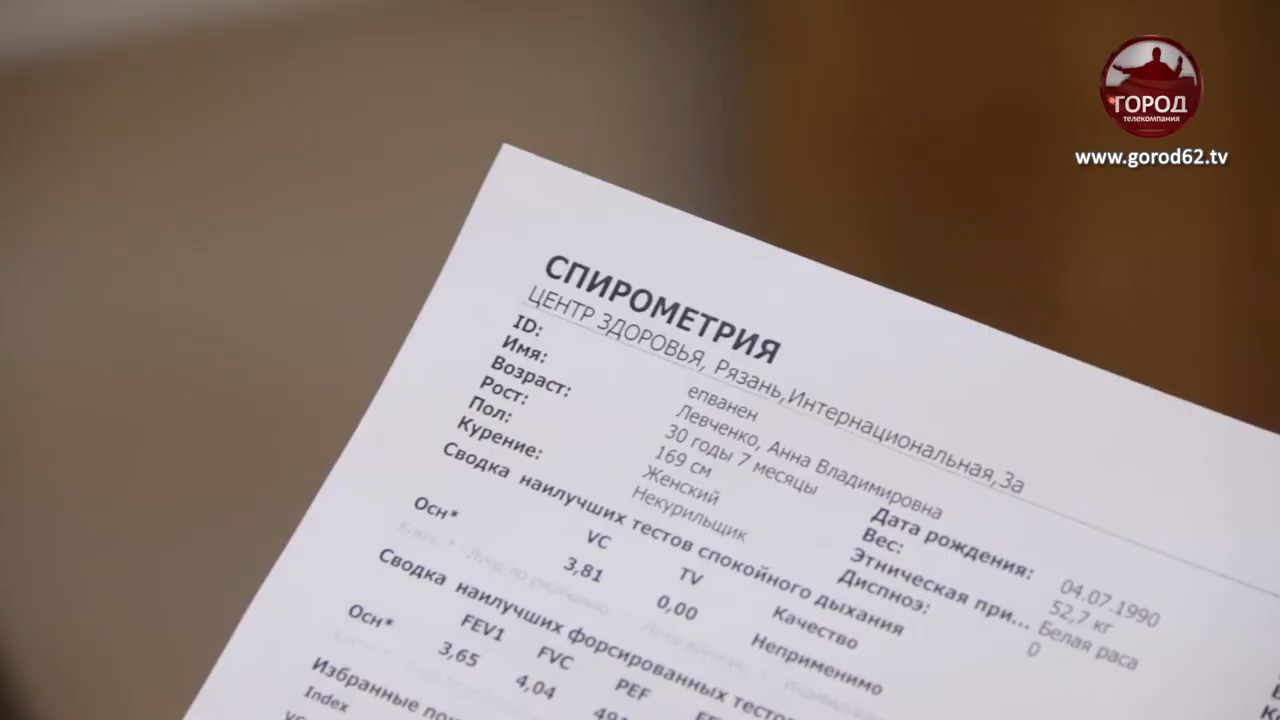 ГОРОД
телекомпания
www.gorod62.tv
СПИРОМЕТРИЯ
ЦЕНТР ЗДОРОВЬЯ, Рязань,Интернациональная,3а
ID: епванен
Имя: Левченко, Анна Владимировна
Возраст: 30 годы 7 месяцы Дата рождения: 04.07.1990
Рост: 169 см Вес: 52,7 кг
Пол: Женский Этническая при... Белая раса
Курение: Некурильщик Диспноэ: 0
Сводка наилучших тестов спокойного дыхания
VC TV Качество
Осн* 3,81 0,00 Неприменимо
Сводка наилучших форсированных тесто
FEV1 FVC PEF
Осн* 3,65 4,04
Избранные
Index